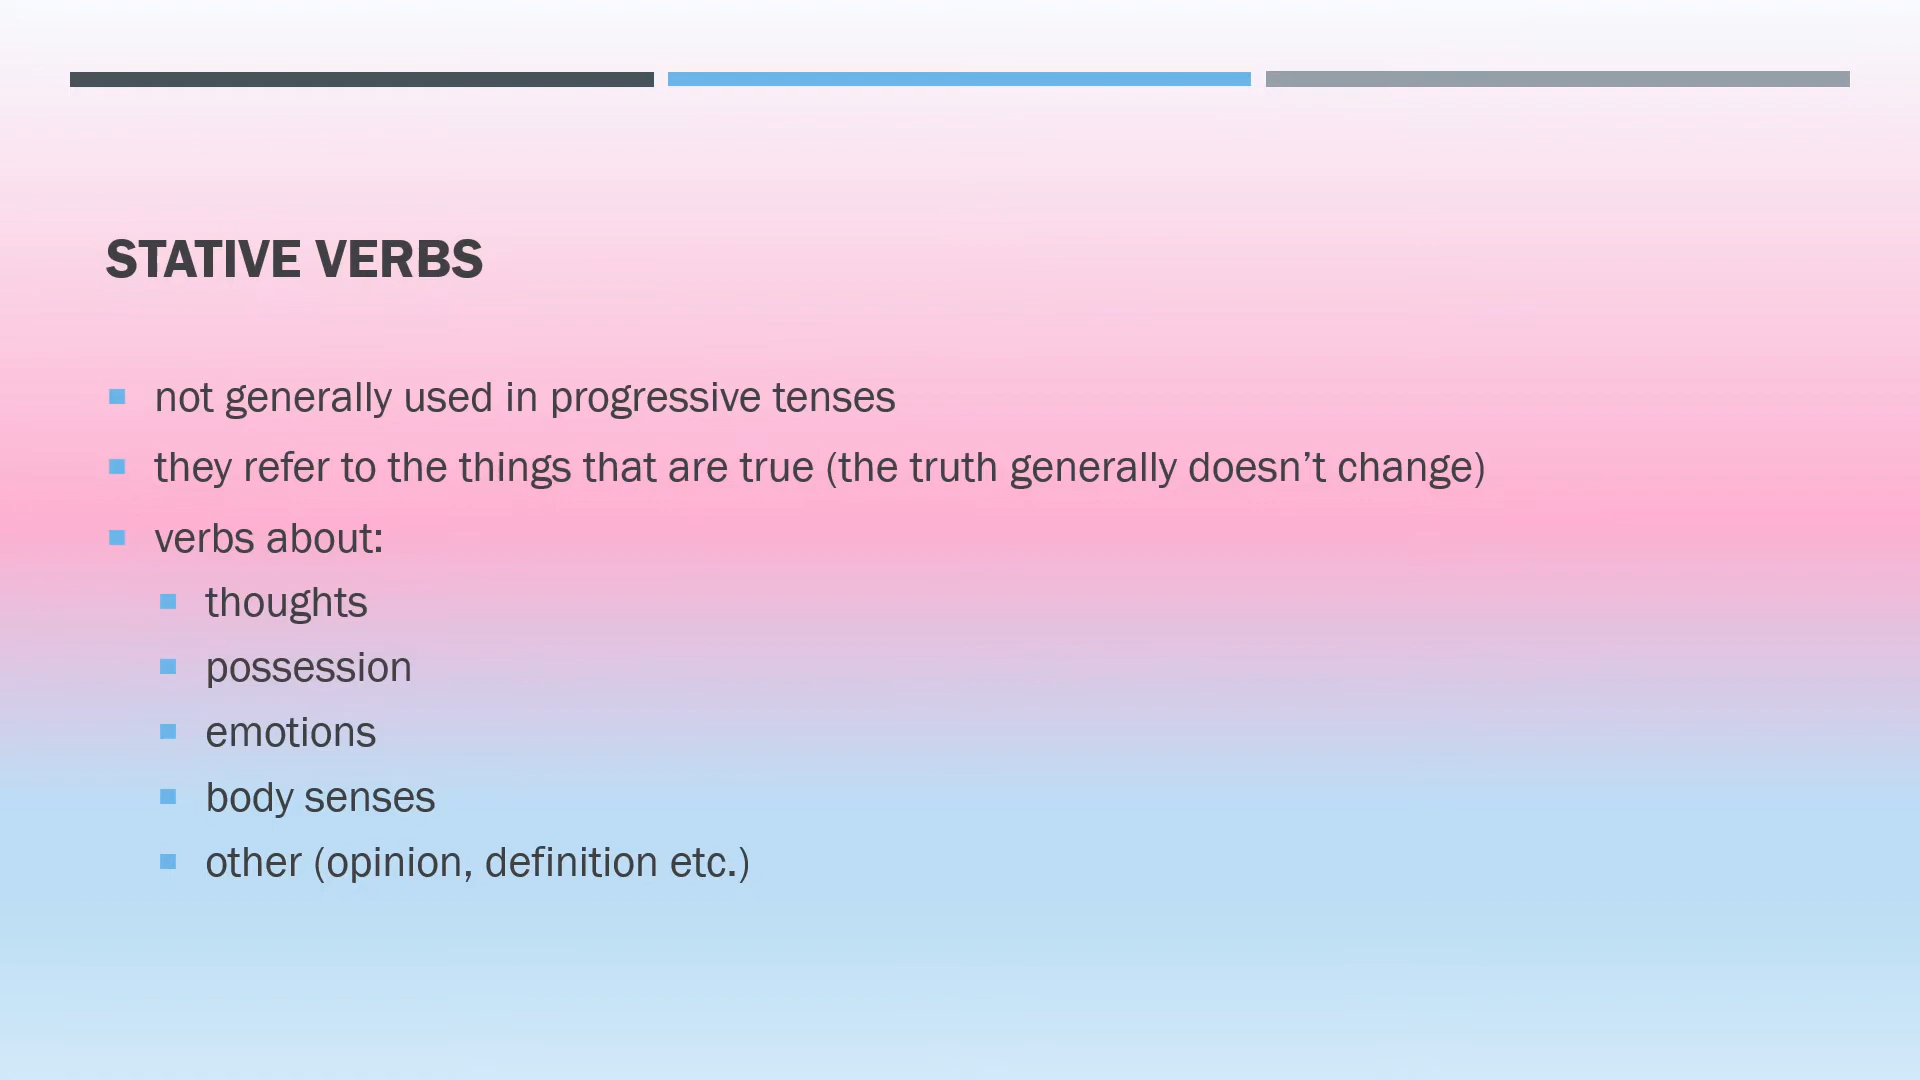 STATIVE VERBS
not generally used in progressive tenses
they refer to the things that are true (the truth generally doesn’t change)
verbs about:
thoughts
possession
emotions
body senses
other (opinion, definition etc.)